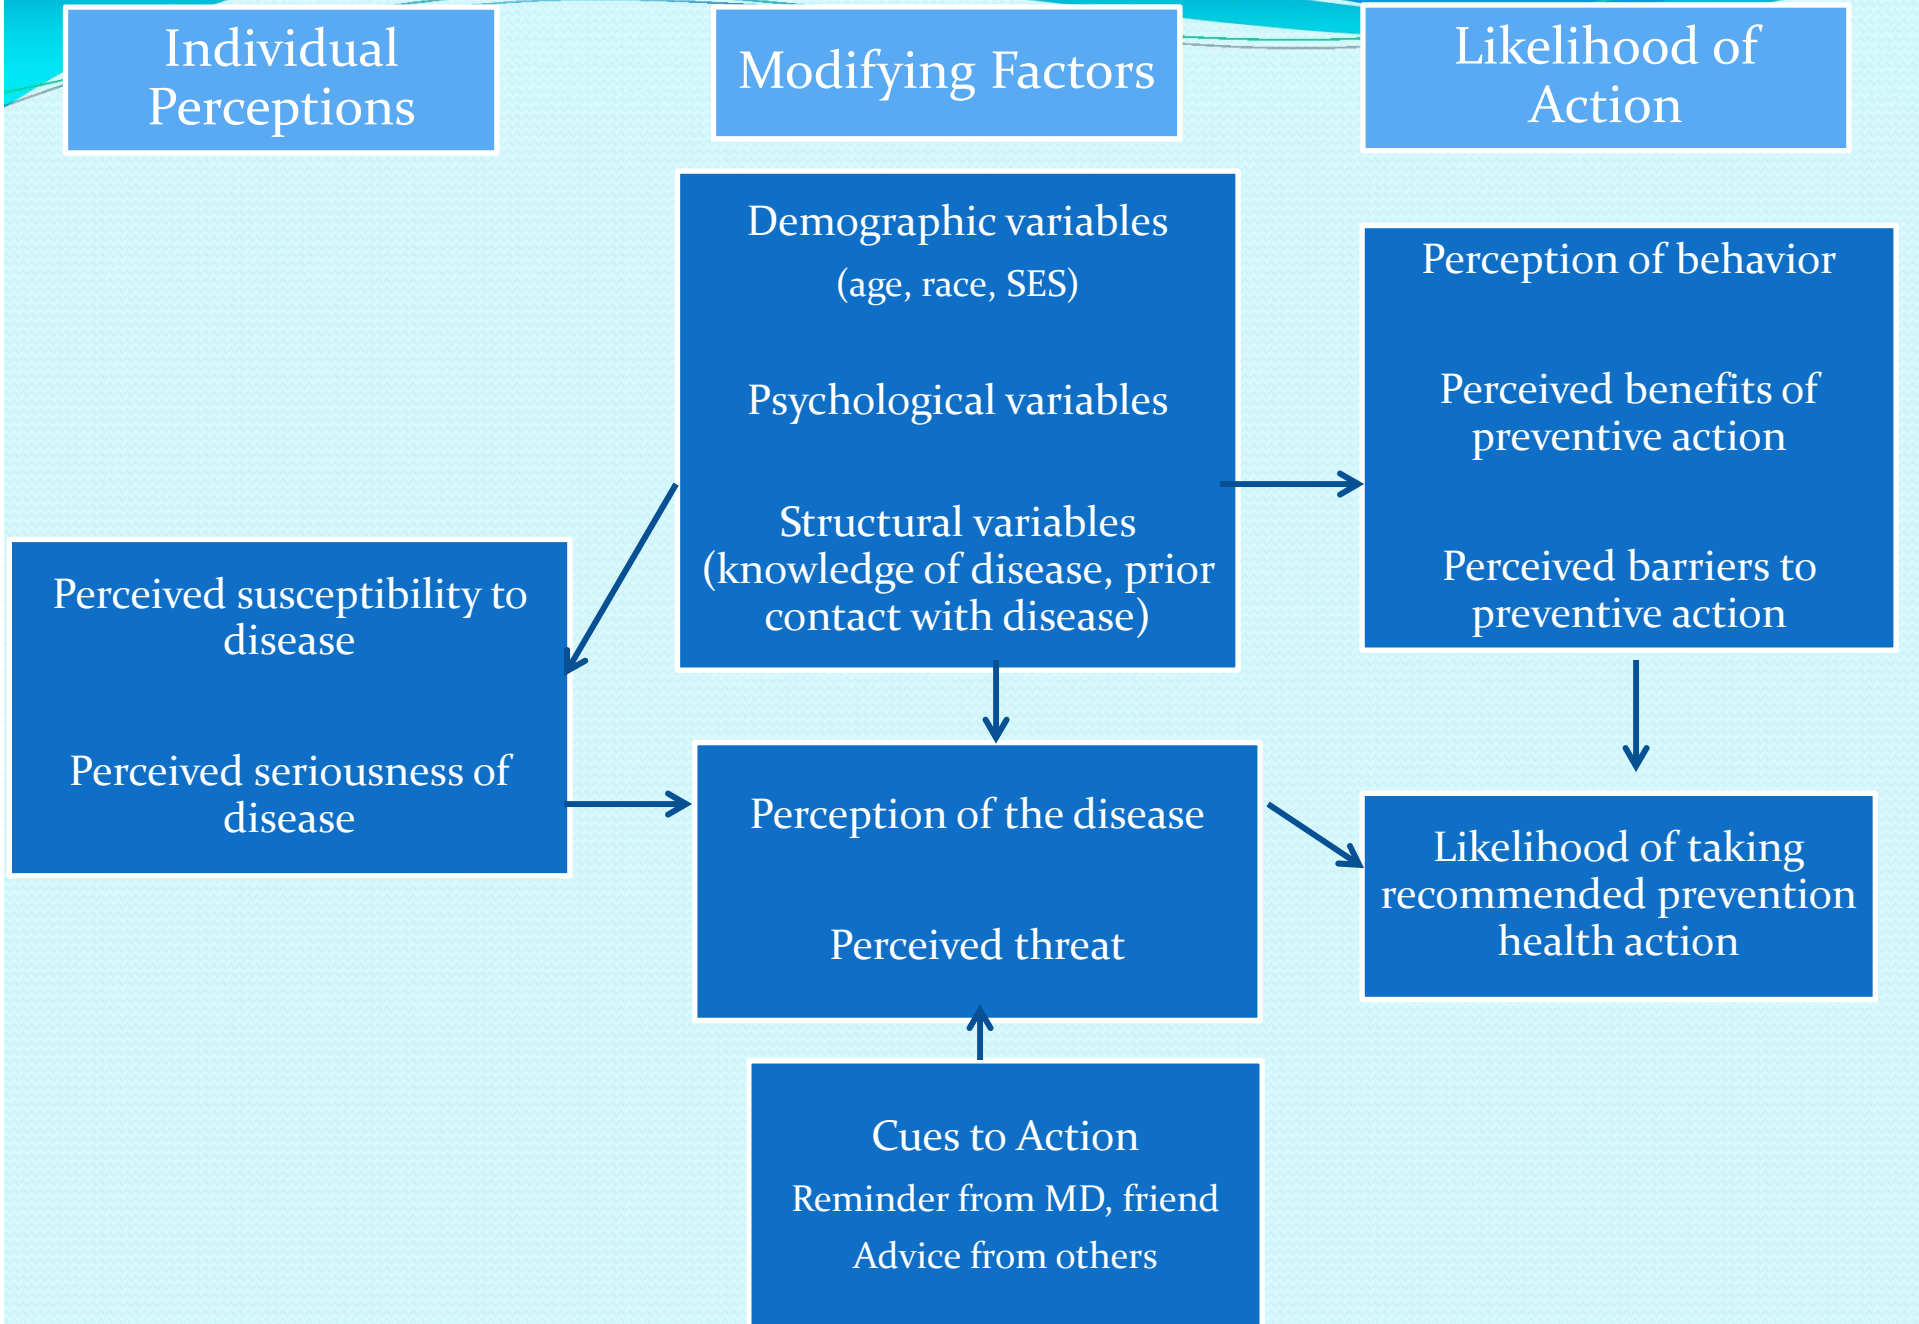 Individual
Perceptions
Modifying Factors
Likelihood of
Action
Demographic variables
(age, race, SES)
Psychological variables
Structural variables
(knowledge of disease, prior
contact with disease)
Perception of behavior
Perceived benefits of
preventive action
Perceived barriers to
preventive action
Perceived susceptibility to
disease
Perceived seriousness of
disease
Perception of the disease
Perceived threat
Likelihood of taking
recommended prevention
health action
Cues to Action
Reminder from MD, friend
Advice from others